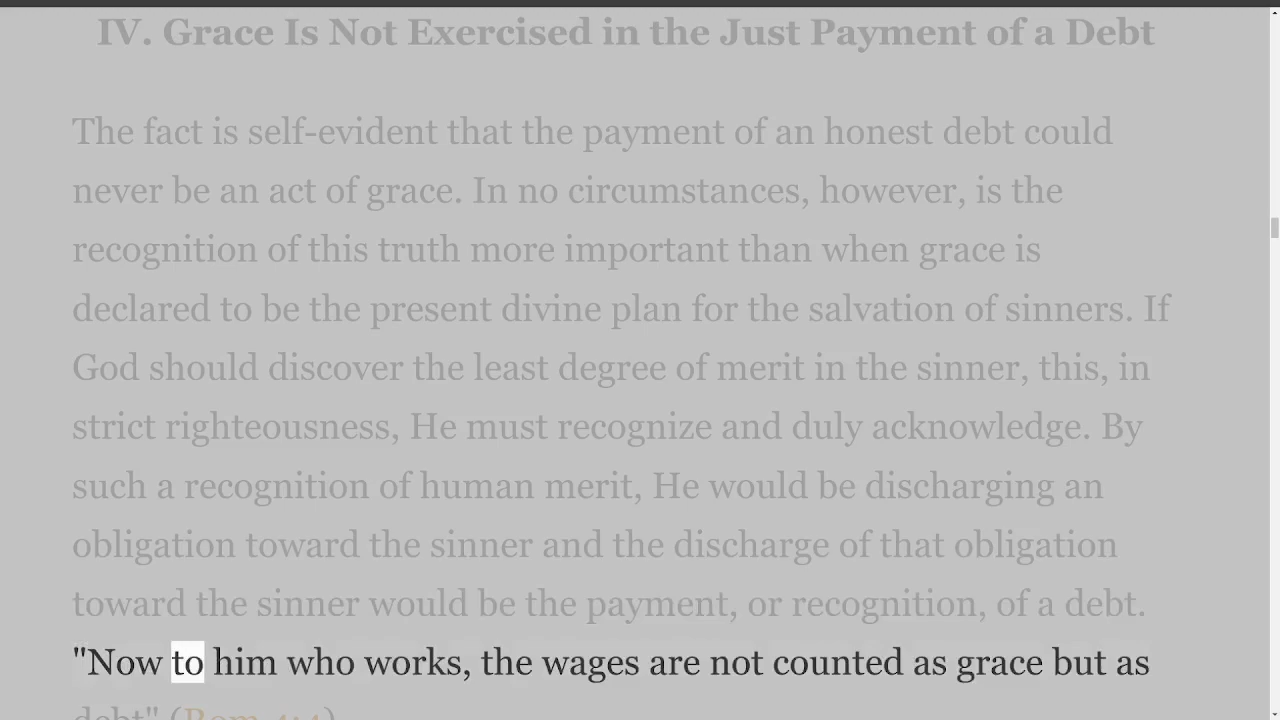 IV. Grace Is Not Exercised in the Just Payment of a Debt
The fact is self-evident that the payment of an honest debt could
never be an act of grace. In no circumstances, however, is the
recognition of this truth more important than when grace is
declared to be the present divine plan for the salvation of sinners. If
God should discover the least degree of merit in the sinner, this, in
strict righteousness, He must recognize and duly acknowledge. By
such a recognition of human merit, He would be discharging an
obligation toward the sinner and the discharge of that obligation
toward the sinner would be the payment, or recognition, of a debt.
"Now to him who works, the wages are not counted as grace but as
debt" (Rom 4:4)